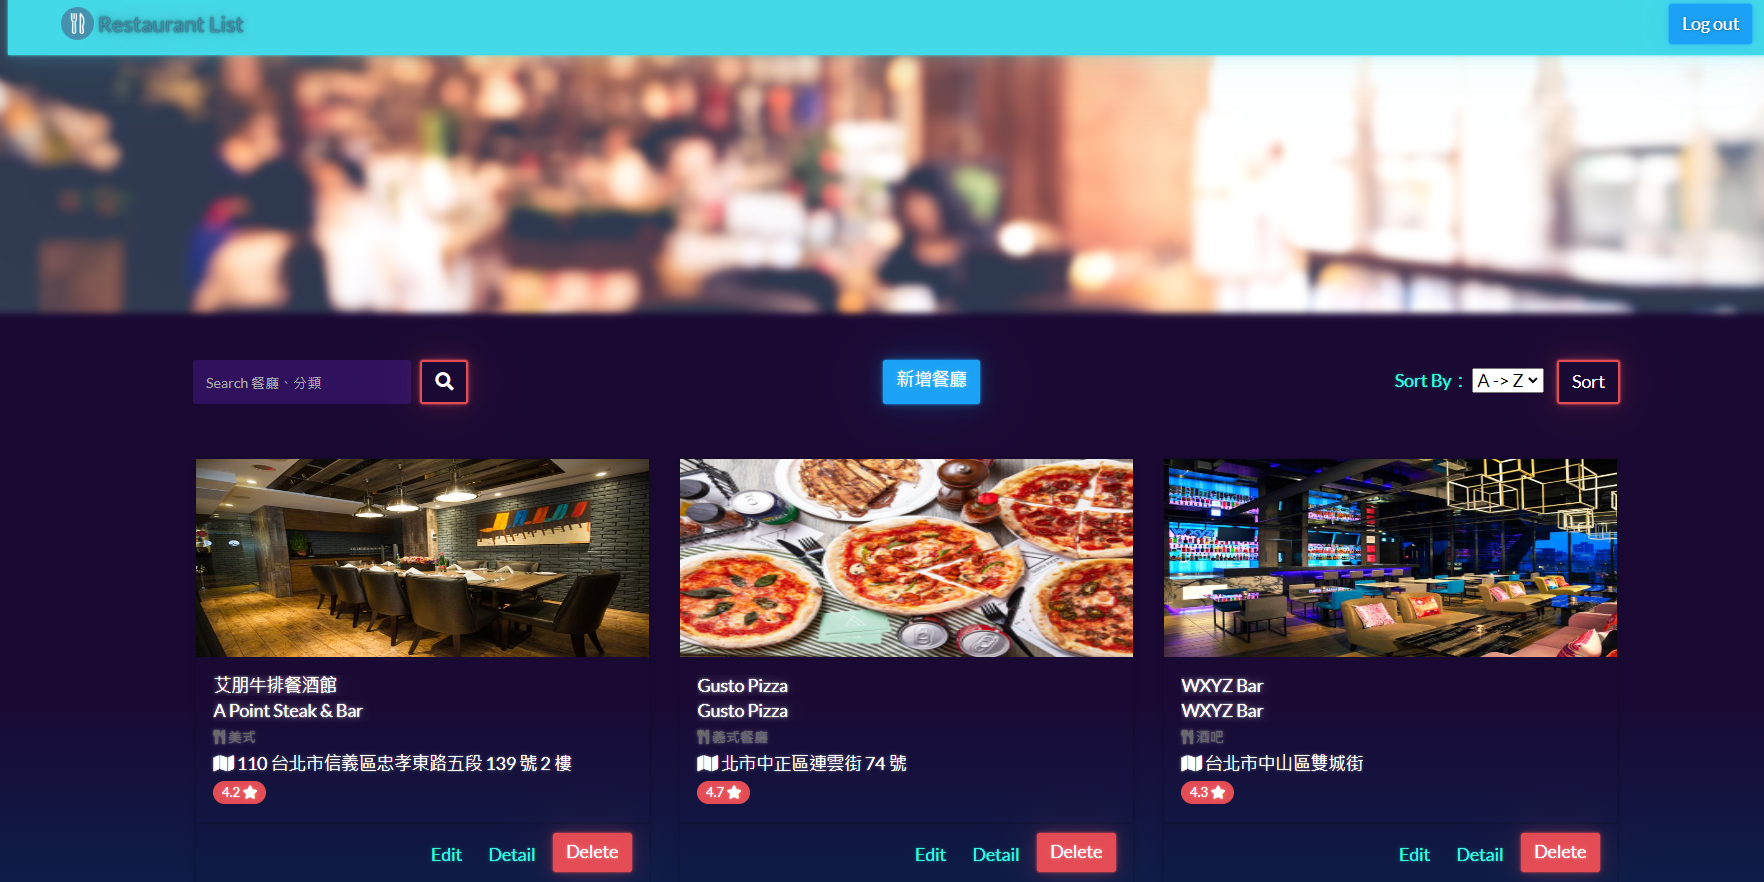 Restaurant List
Log out
Search 餐廳、分類
新增餐廳
Sort By：
A -> Z
Sort
艾朋牛排餐酒館
A Point Steak & Bar
美式
110 台北市信義區忠孝東路五段 139 號 2 樓
4.2
Edit
Detail
Delete
Gusto Pizza
Gusto Pizza
義式餐廳
北市中正區連雲街 74 號
4.7
Edit
Detail
Delete
WXYZ Bar
WXYZ Bar
酒吧
台北市中山區雙城街
4.3
Edit
Detail
Delete